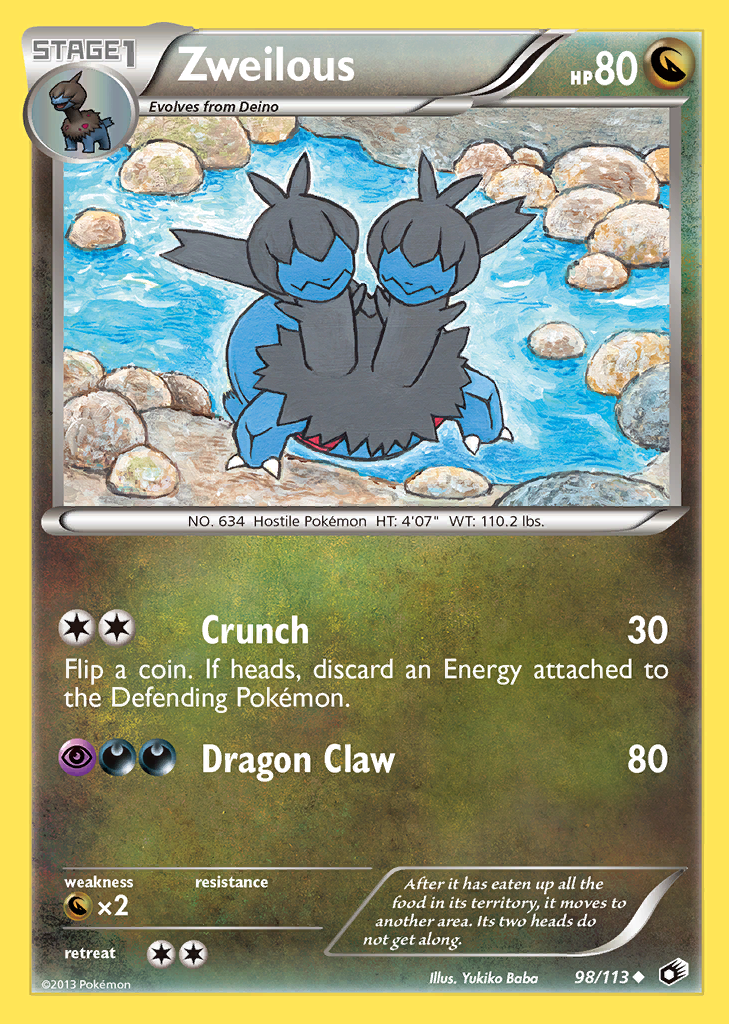 STAGE1
Zweilous
HP80
Evolves from Deino
NO. 634 Hostile Pokémon HT: 4'07" WT: 110.2 lbs.
Crunch 30
Flip a coin. If heads, discard an Energy attached to
the Defending Pokémon.
Dragon Claw 80
weakness resistance
×2
retreat
After it has eaten up all the
food in its territory, it moves to
another area. Its two heads do
not get along.
©2013 Pokémon
Illus. Yukiko Baba 98/113